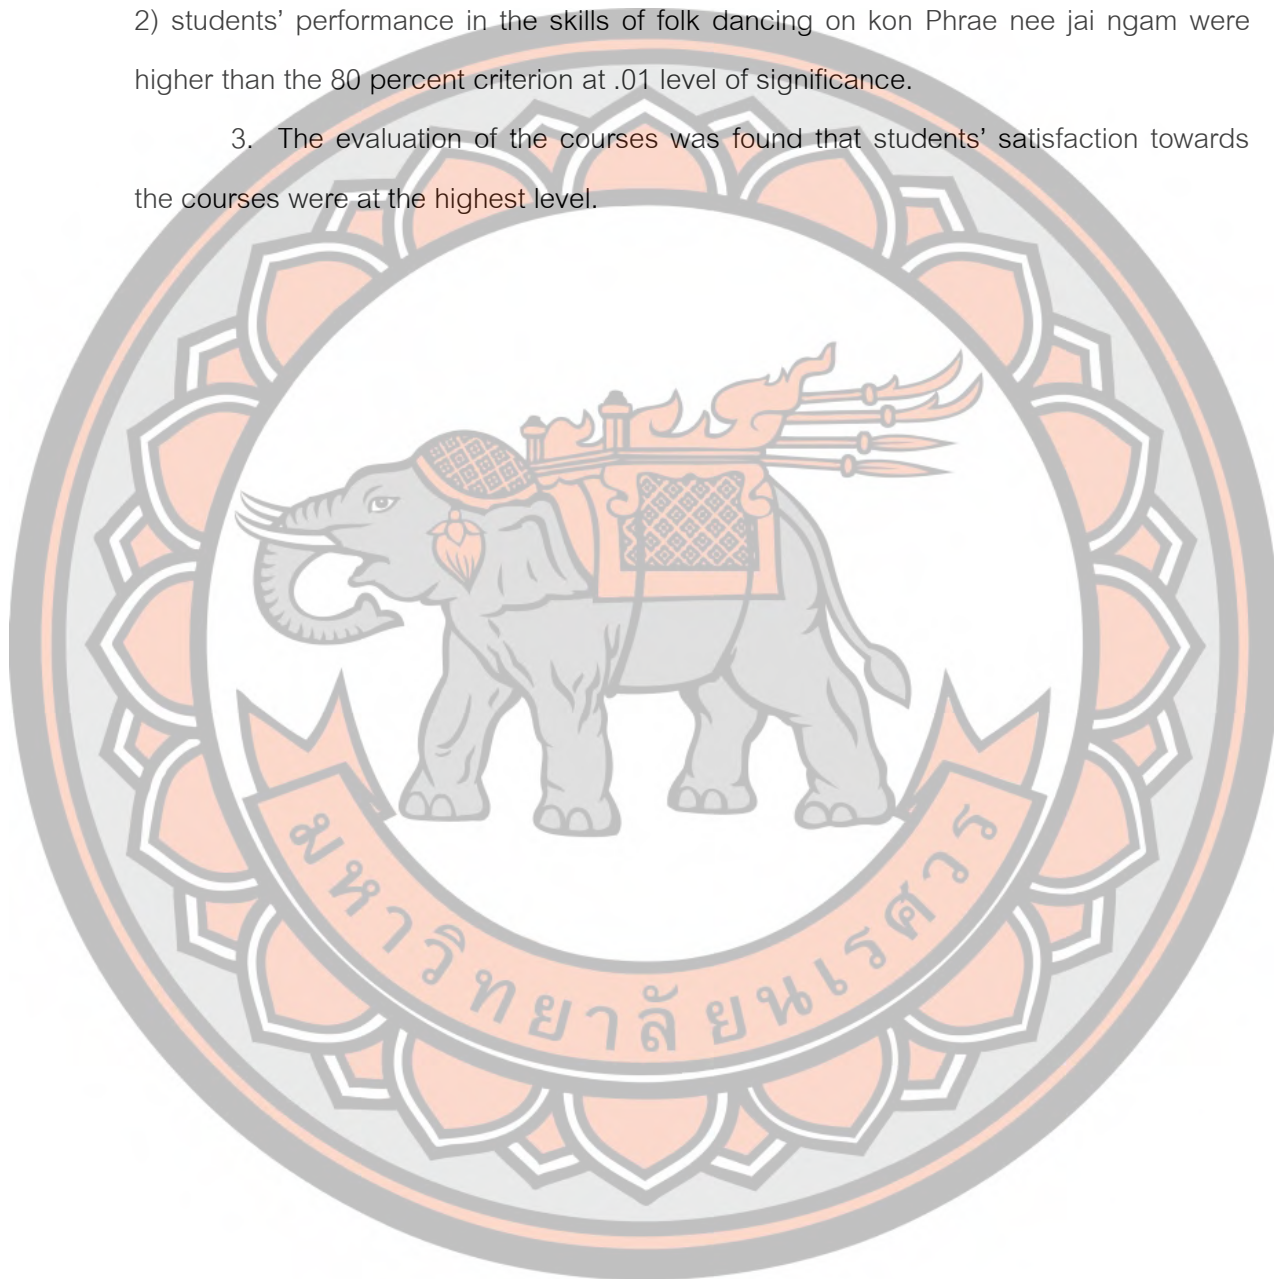 2) students’ performance in the skills of folk dancing on kon Phrae nee jai ngam were
higher than the 80 percent criterion at .01 level of significance.
3. The evaluation of the courses was found that students’ satisfaction towards
the courses were at the highest level.
มหาวิทยาลัยนเรศวร